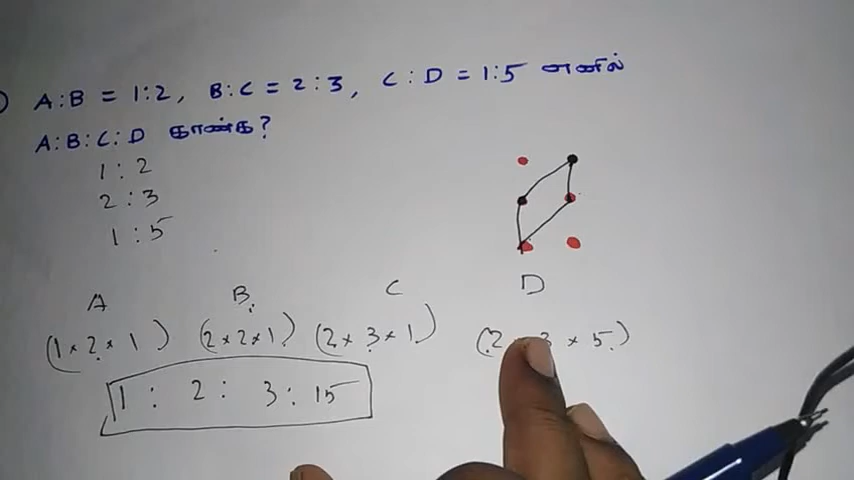 ) A:B = 1:2, B:C = 2:3, C:D = 1:5 எனில்
A:B:C:D காண்க?
1 : 2
2 : 3
1 : 5
A B C D
(1 × 2 × 1) (2 × 2 × 1) (2 × 3 × 1) (2 × 3 × 5)
1 : 2 : 3 : 15